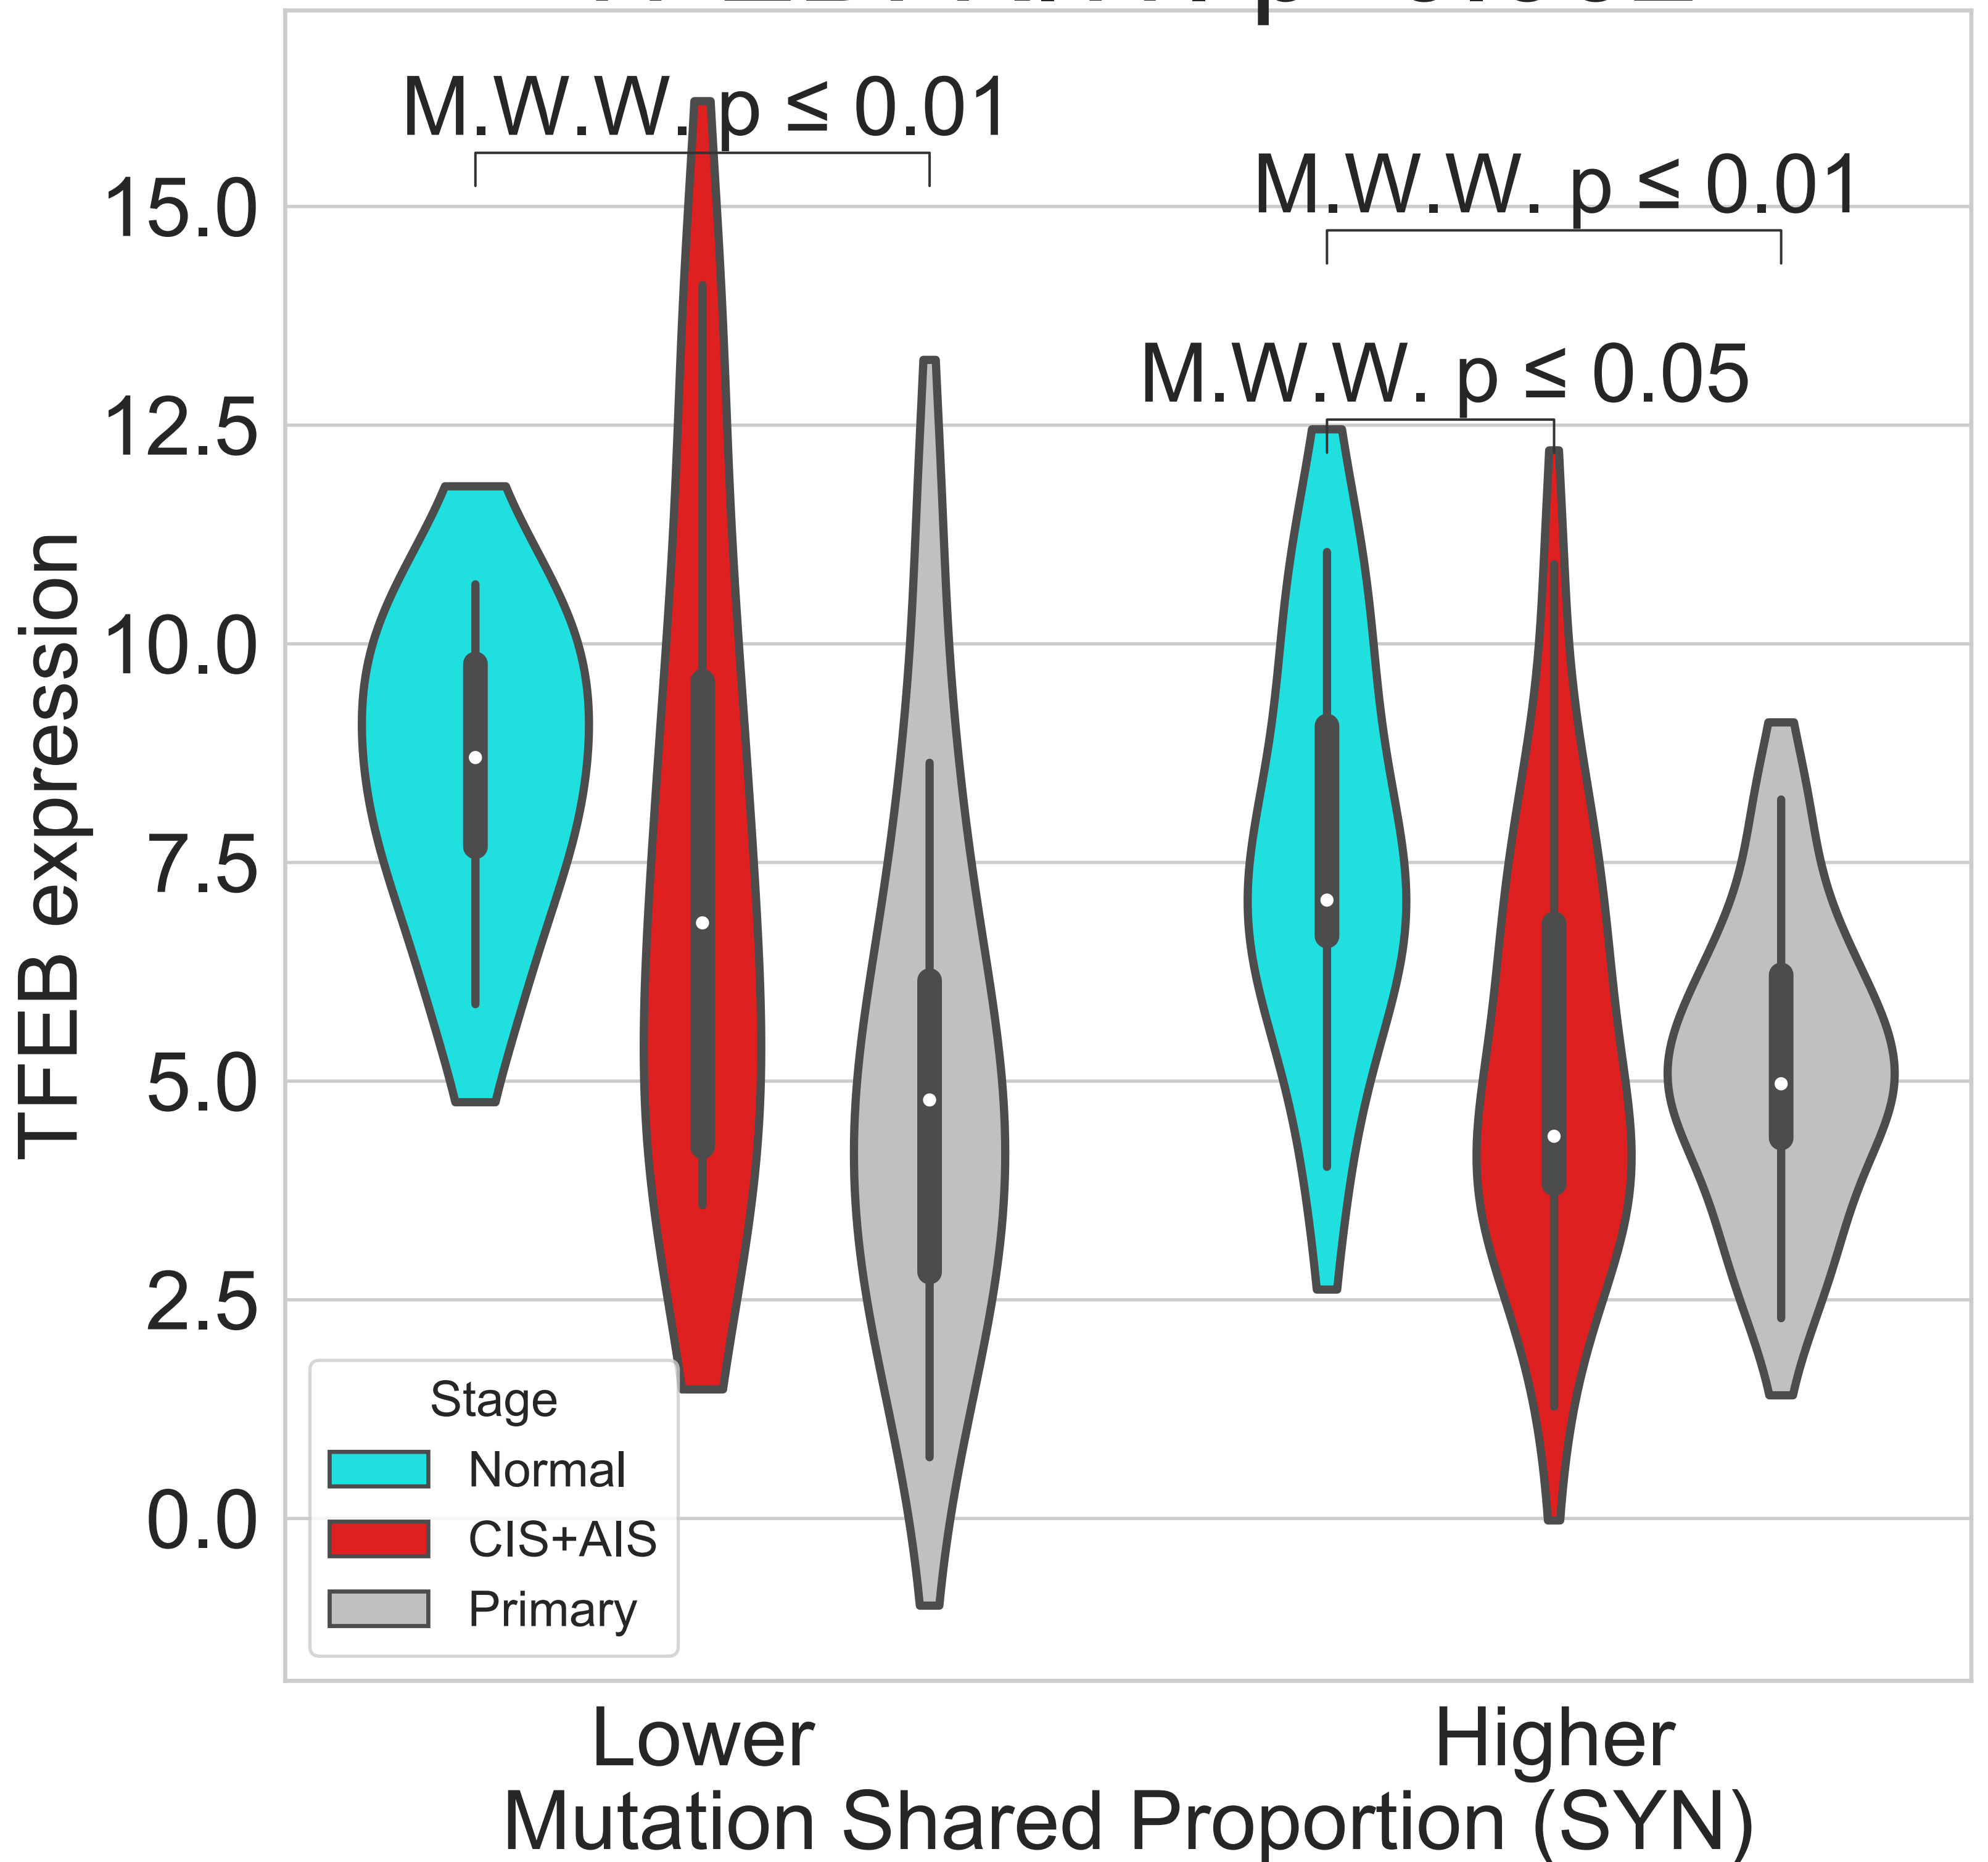 M.W.W. p ≤ 0.01
M.W.W. p ≤ 0.01
M.W.W. p ≤ 0.05
15.0
12.5
10.0
7.5
5.0
2.5
0.0
TFEB expression
Stage
Normal
CIS+AIS
Primary
Lower
Higher
Mutation Shared Proportion (SYN)